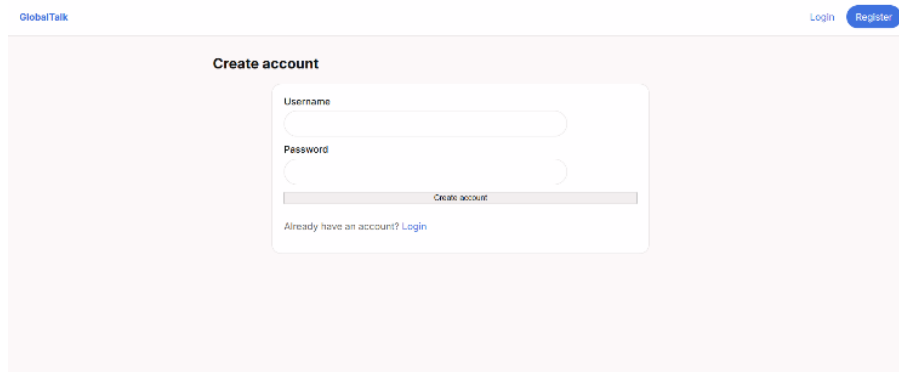 GlobalTalk
Login
Register
Create account
Username
Password
Create account
Already have an account? Login